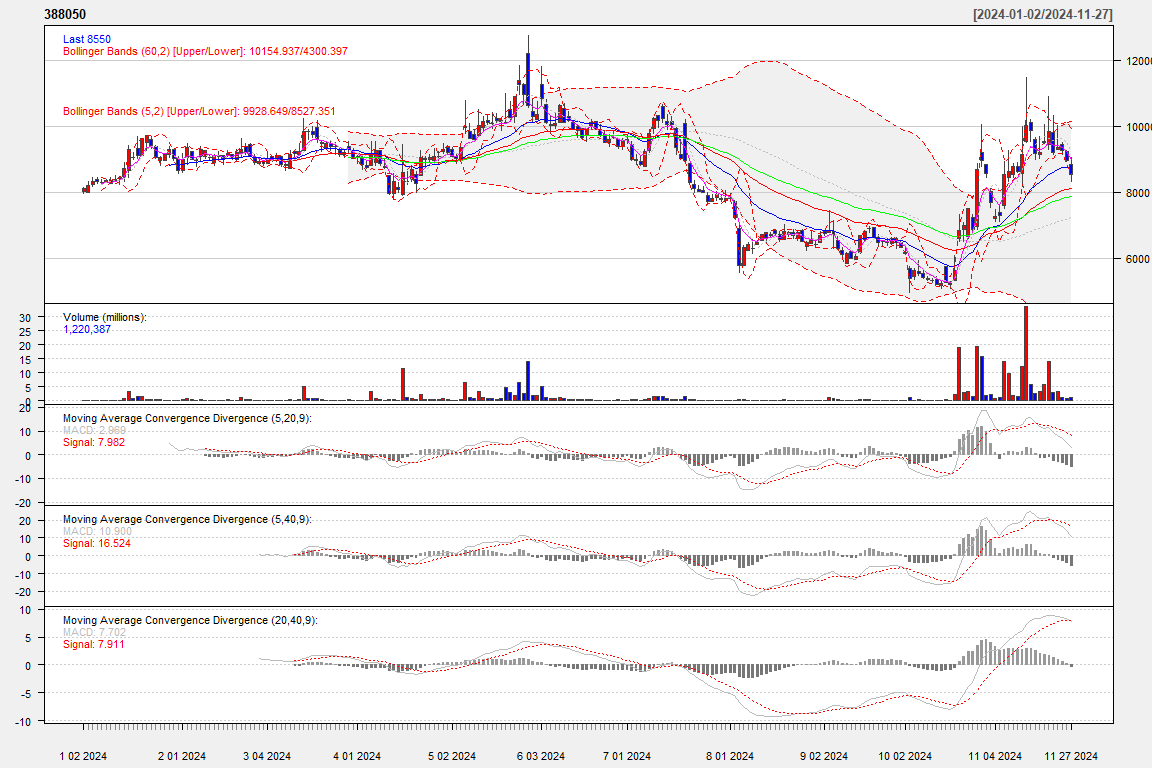 388050 [2024-01-02/2024-11-27]
Last 8550
Bollinger Bands (60,2) [Upper/Lower]: 10154.937/4300.397
12000
Bollinger Bands (5,2) [Upper/Lower]: 9928.649/8527.351
10000
8000
6000
Volume (millions):
1,220,387
30
25
20
15
10
5
0
Moving Average Convergence Divergence (5,20,9):
MACD: 2.969
Signal: 7.982
20
10
0
-10
-20
Moving Average Convergence Divergence (5,40,9):
MACD: 10.900
Signal: 16.524
20
10
0
-10
-20
Moving Average Convergence Divergence (20,40,9):
MACD: 7.702
Signal: 7.911
10
5
0
-5
-10
1 02 2024 2 01 2024 3 04 2024 4 01 2024 5 02 2024 6 03 2024 7 01 2024 8 01 2024 9 02 2024 10 02 2024 11 04 2024 11 27 2024